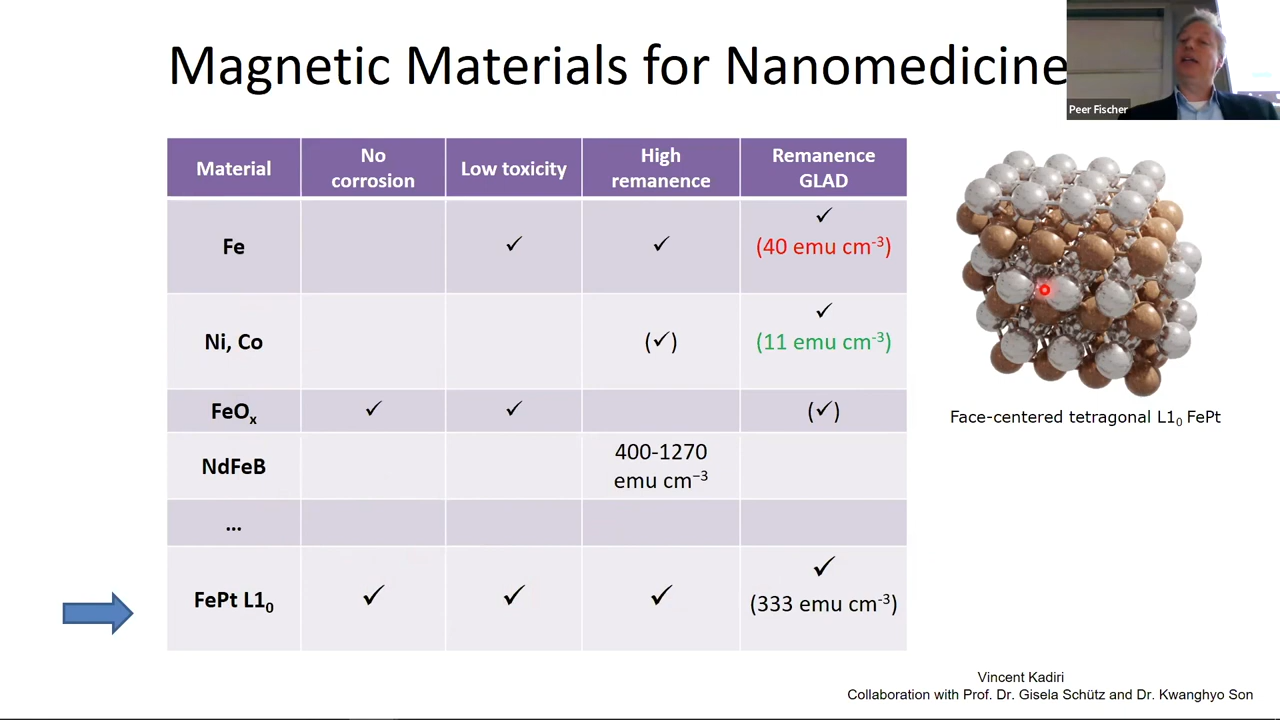 Magnetic Materials for Nanomedicine
Peer Fischer
Material
No
corrosion
Low toxicity
High
remanence
Remanence
GLAD
Fe
✓
✓
✓
(40 emu cm⁻³)
Ni, Co
(✓)
✓
(11 emu cm⁻³)
FeOₓ
✓
✓
(✓)
NdFeB
400-1270
emu cm⁻³
...
FePt L1₀
✓
✓
✓
✓
(333 emu cm⁻³)
Face-centered tetragonal L1₀ FePt
Vincent Kadiri
Collaboration with Prof. Dr. Gisela Schütz and Dr. Kwanghyo Son